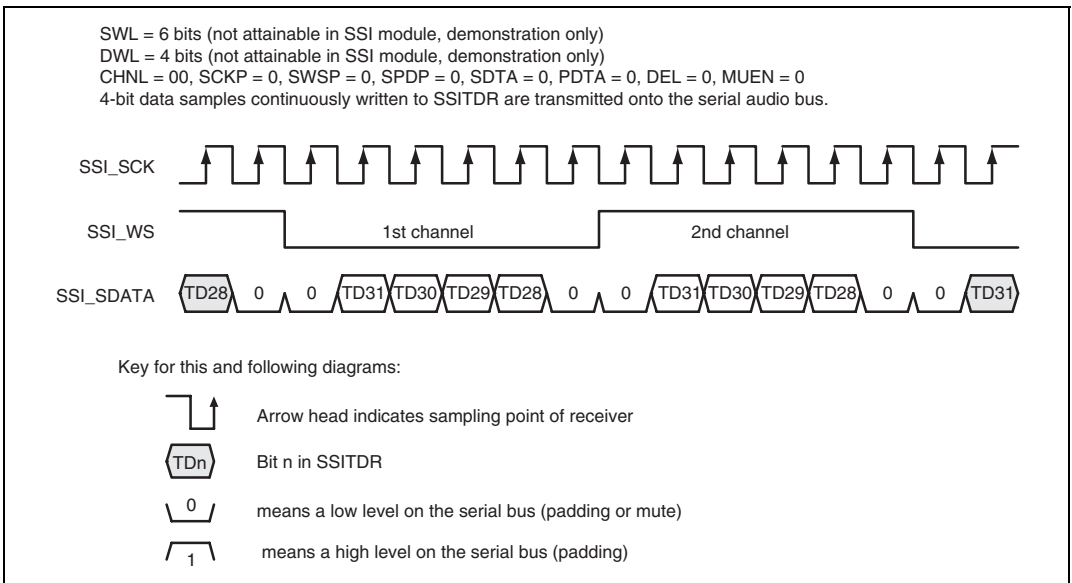 SWL = 6 bits (not attainable in SSI module, demonstration only)
DWL = 4 bits (not attainable in SSI module, demonstration only)
CHNL = 00, SCKP = 0, SWSP = 0, SPDP = 0, SDTA = 0, PDTA = 0, DEL = 0, MUEN = 0
4-bit data samples continuously written to SSITDR are transmitted onto the serial audio bus.
SSI_SCK
SSI_WS 1st channel 2nd channel
SSI_SDATA TD28 0 0 TD31 TD30 TD29 TD28 0 0 TD31 TD30 TD29 TD28 0 0 TD31
Key for this and following diagrams:
Arrow head indicates sampling point of receiver
TDn Bit n in SSITDR
0 means a low level on the serial bus (padding or mute)
1 means a high level on the serial bus (padding)